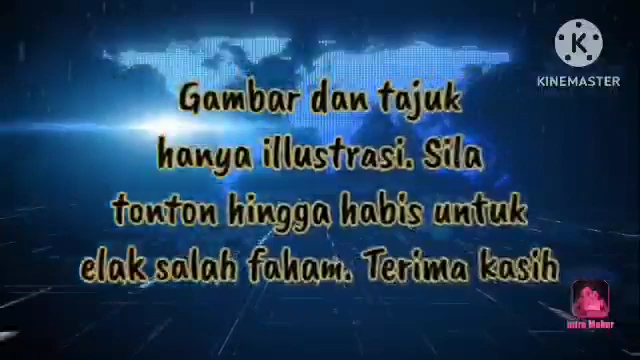 KINEMASTER
Gambar dan tajuk
hanya illustrasi. Sila
tonton hingga habis untuk
elak salah faham. Terima kasih
Intro Maker